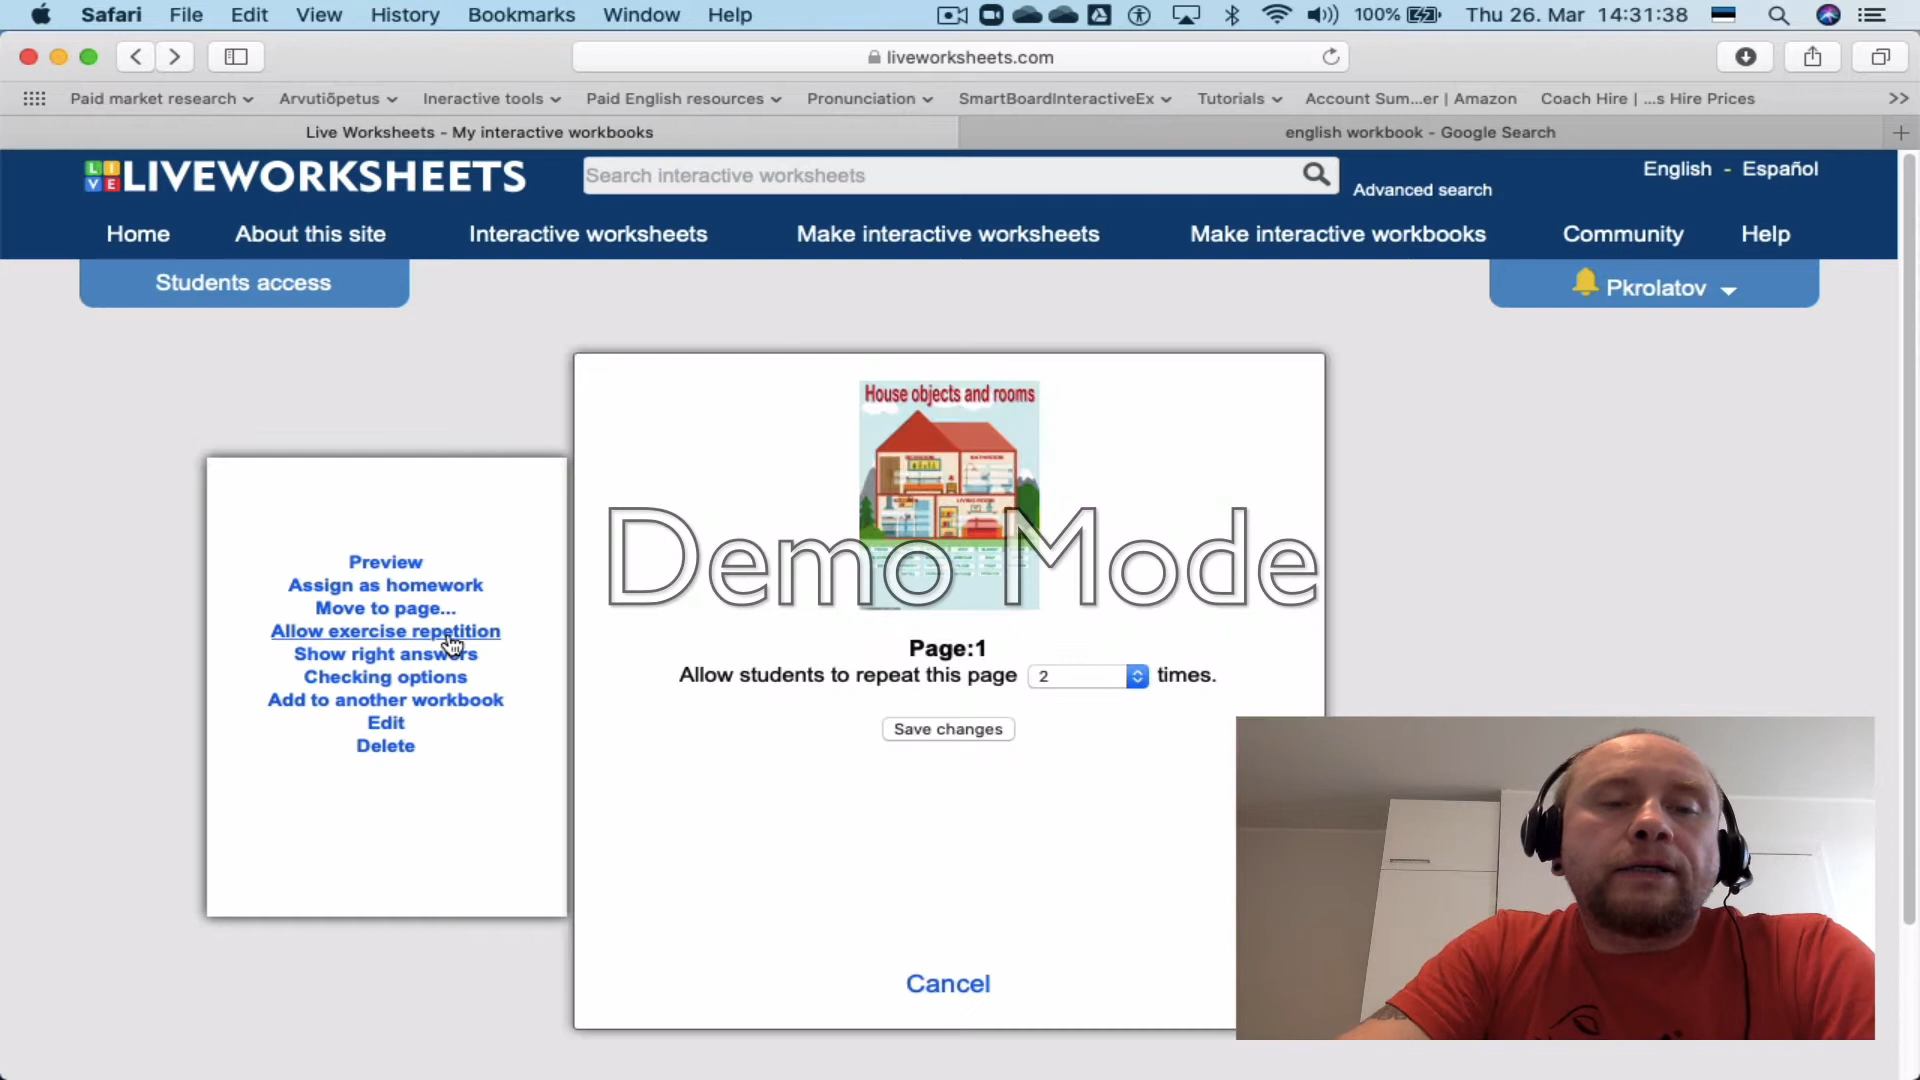 Safari File Edit View History Bookmarks Window Help 100% Thu 26. Mar 14:31:38
liveworksheets.com
Paid market research Arvutiõpetus Ineractive tools Paid English resources Pronunciation SmartBoardInteractiveEx Tutorials Account Sum...er | Amazon Coach Hire | ...s Hire Prices >>
Live Worksheets - My interactive workbooks english workbook - Google Search
LIVE LIVEWORKSHEETS Search interactive worksheets Advanced search English - Español
Home About this site Interactive worksheets Make interactive worksheets Make interactive workbooks Community Help
Students access Pkrolatov
House objects and rooms
Demo Mode
Preview
Assign as homework
Move to page...
Allow exercise repetition
Show right answers
Checking options
Add to another workbook
Edit
Delete
Page:1
Allow students to repeat this page 2 times.
Save changes
Cancel